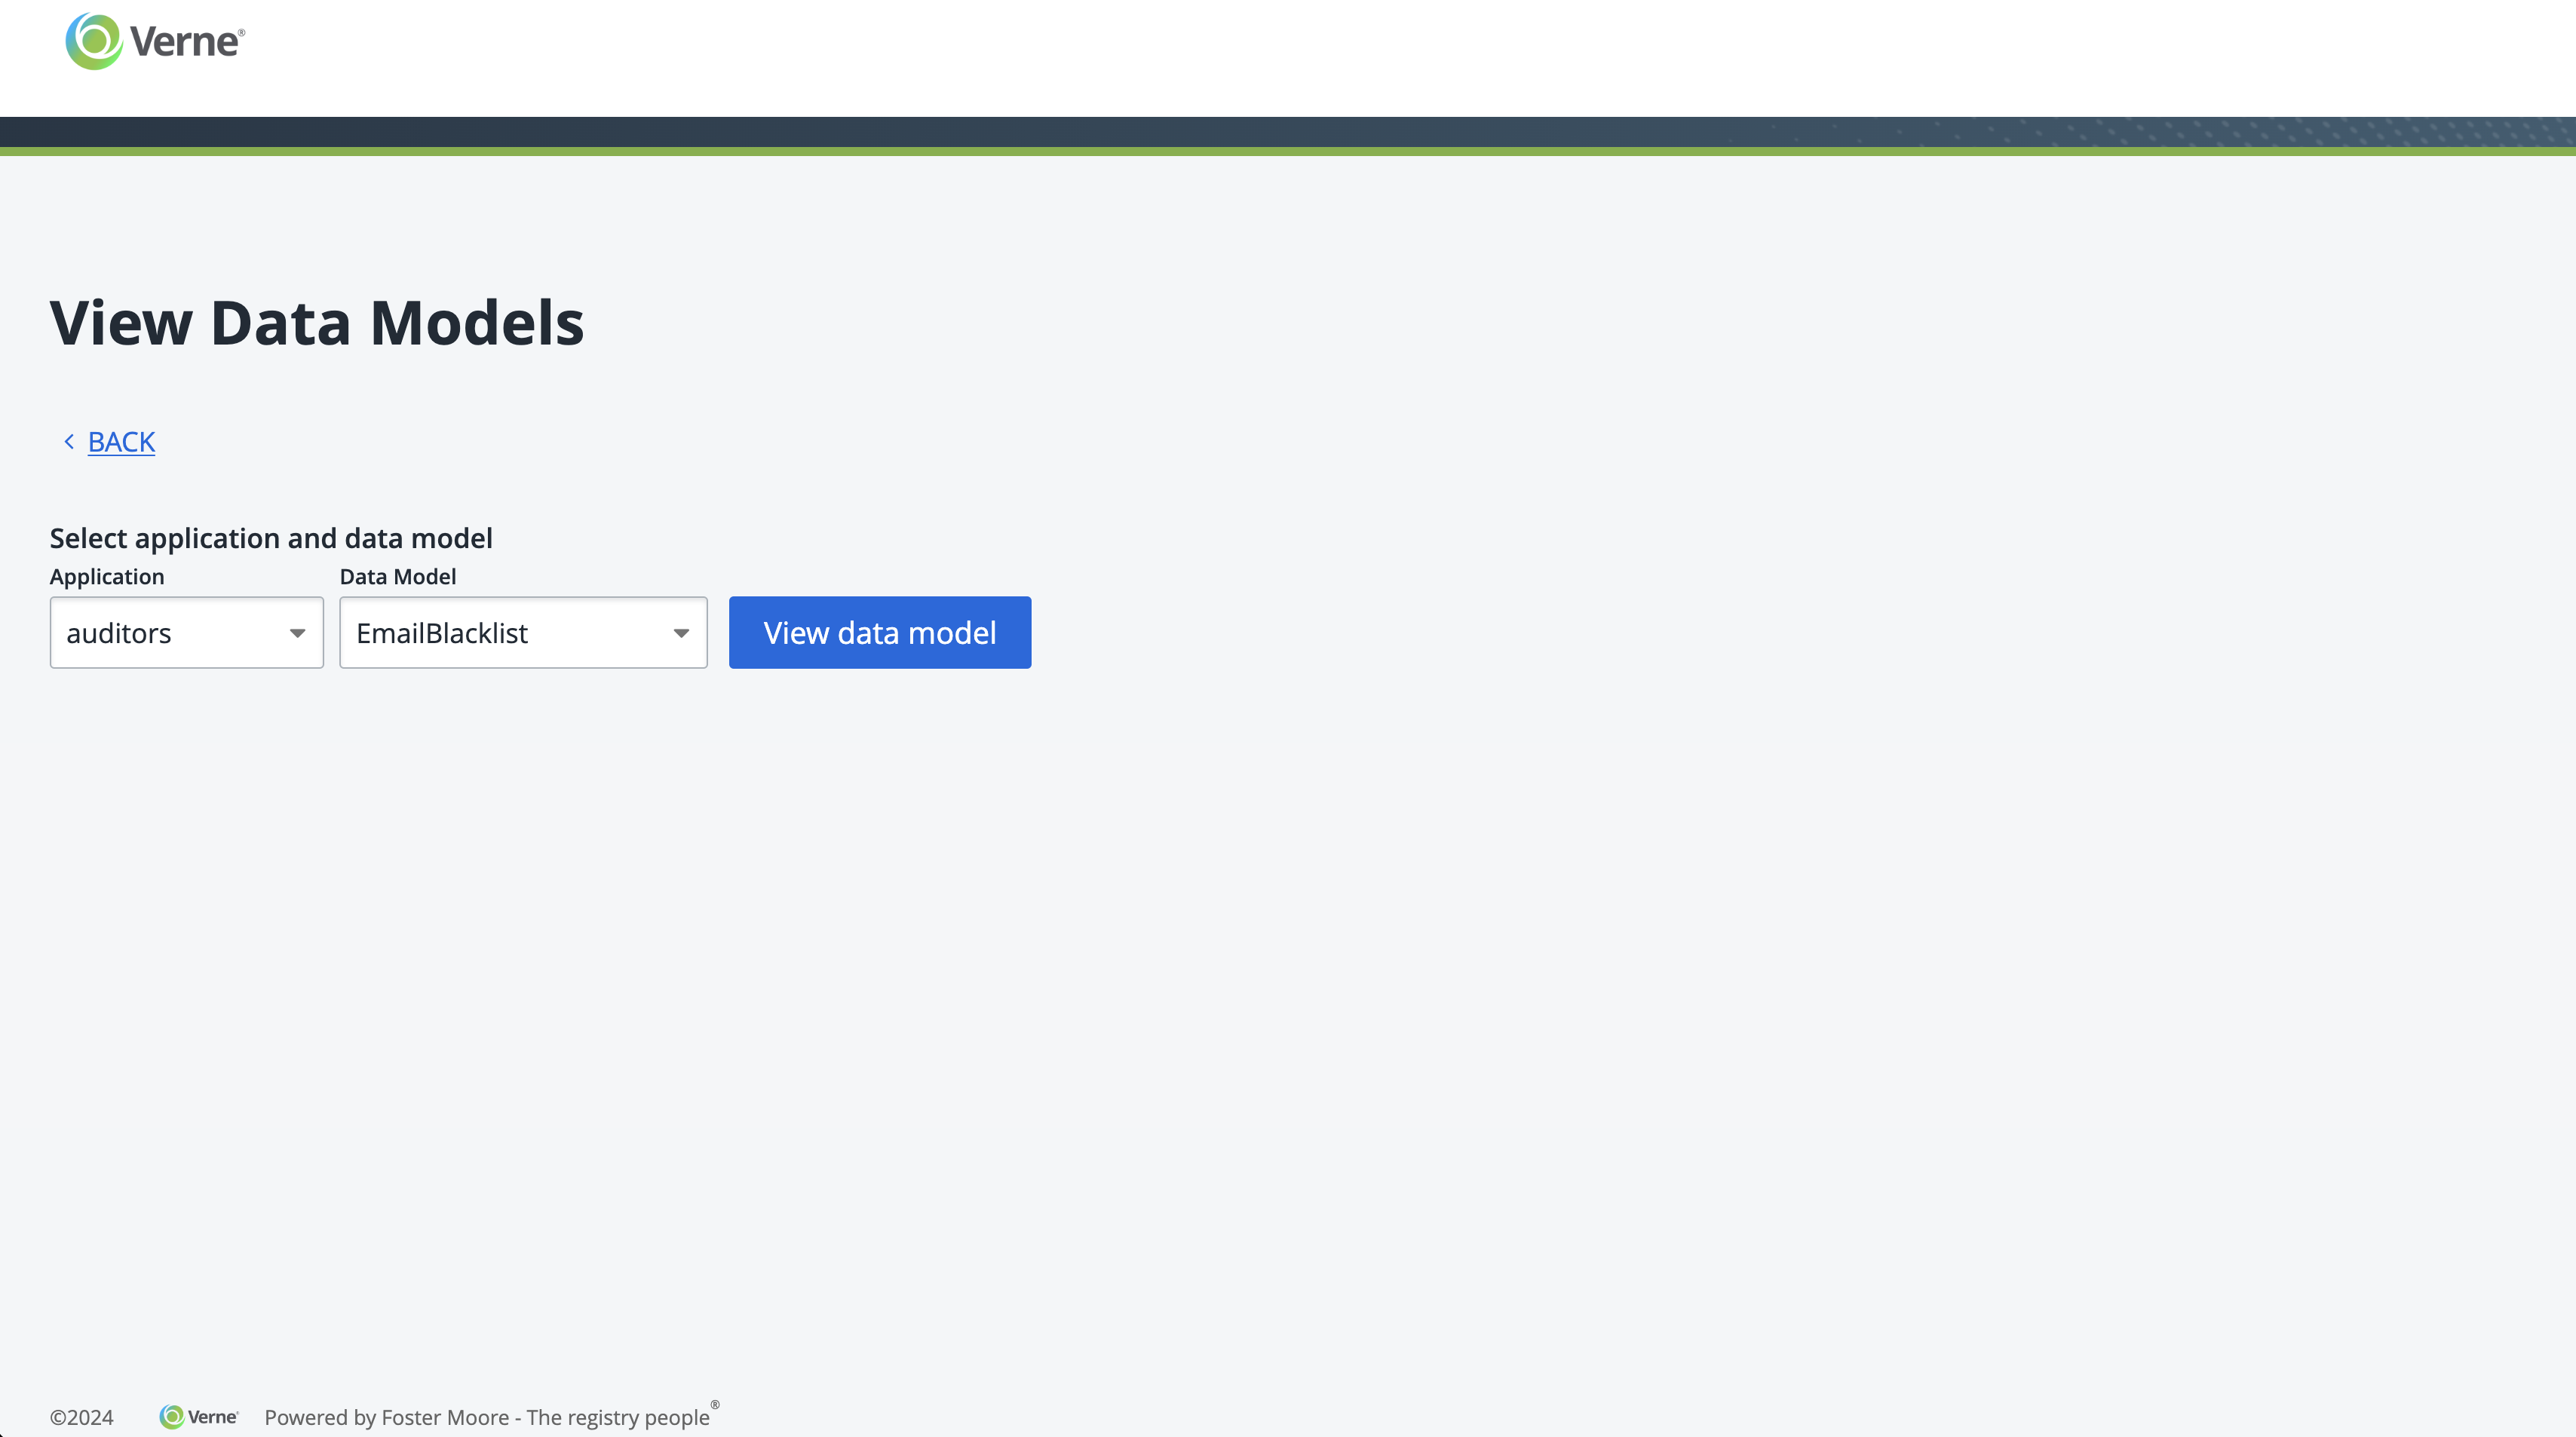 Verne®
View Data Models
BACK
Select application and data model
Application Data Model
auditors EmailBlacklist View data model
©2024 Verne® Powered by Foster Moore - The registry people®